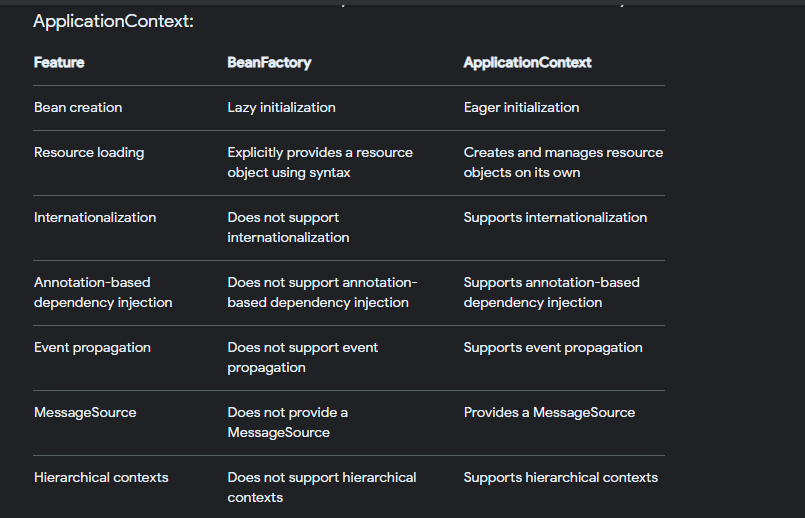 ApplicationContext:
Feature BeanFactory ApplicationContext
Bean creation Lazy initialization Eager initialization
Resource loading Explicitly provides a resource Creates and manages resource
object using syntax objects on its own
Internationalization Does not support Supports internationalization
internationalization
Annotation-based Does not support annotation- Supports annotation-based
dependency injection based dependency injection dependency injection
Event propagation Does not support event Supports event propagation
propagation
MessageSource Does not provide a Provides a MessageSource
MessageSource
Hierarchical contexts Does not support hierarchical Supports hierarchical contexts
contexts